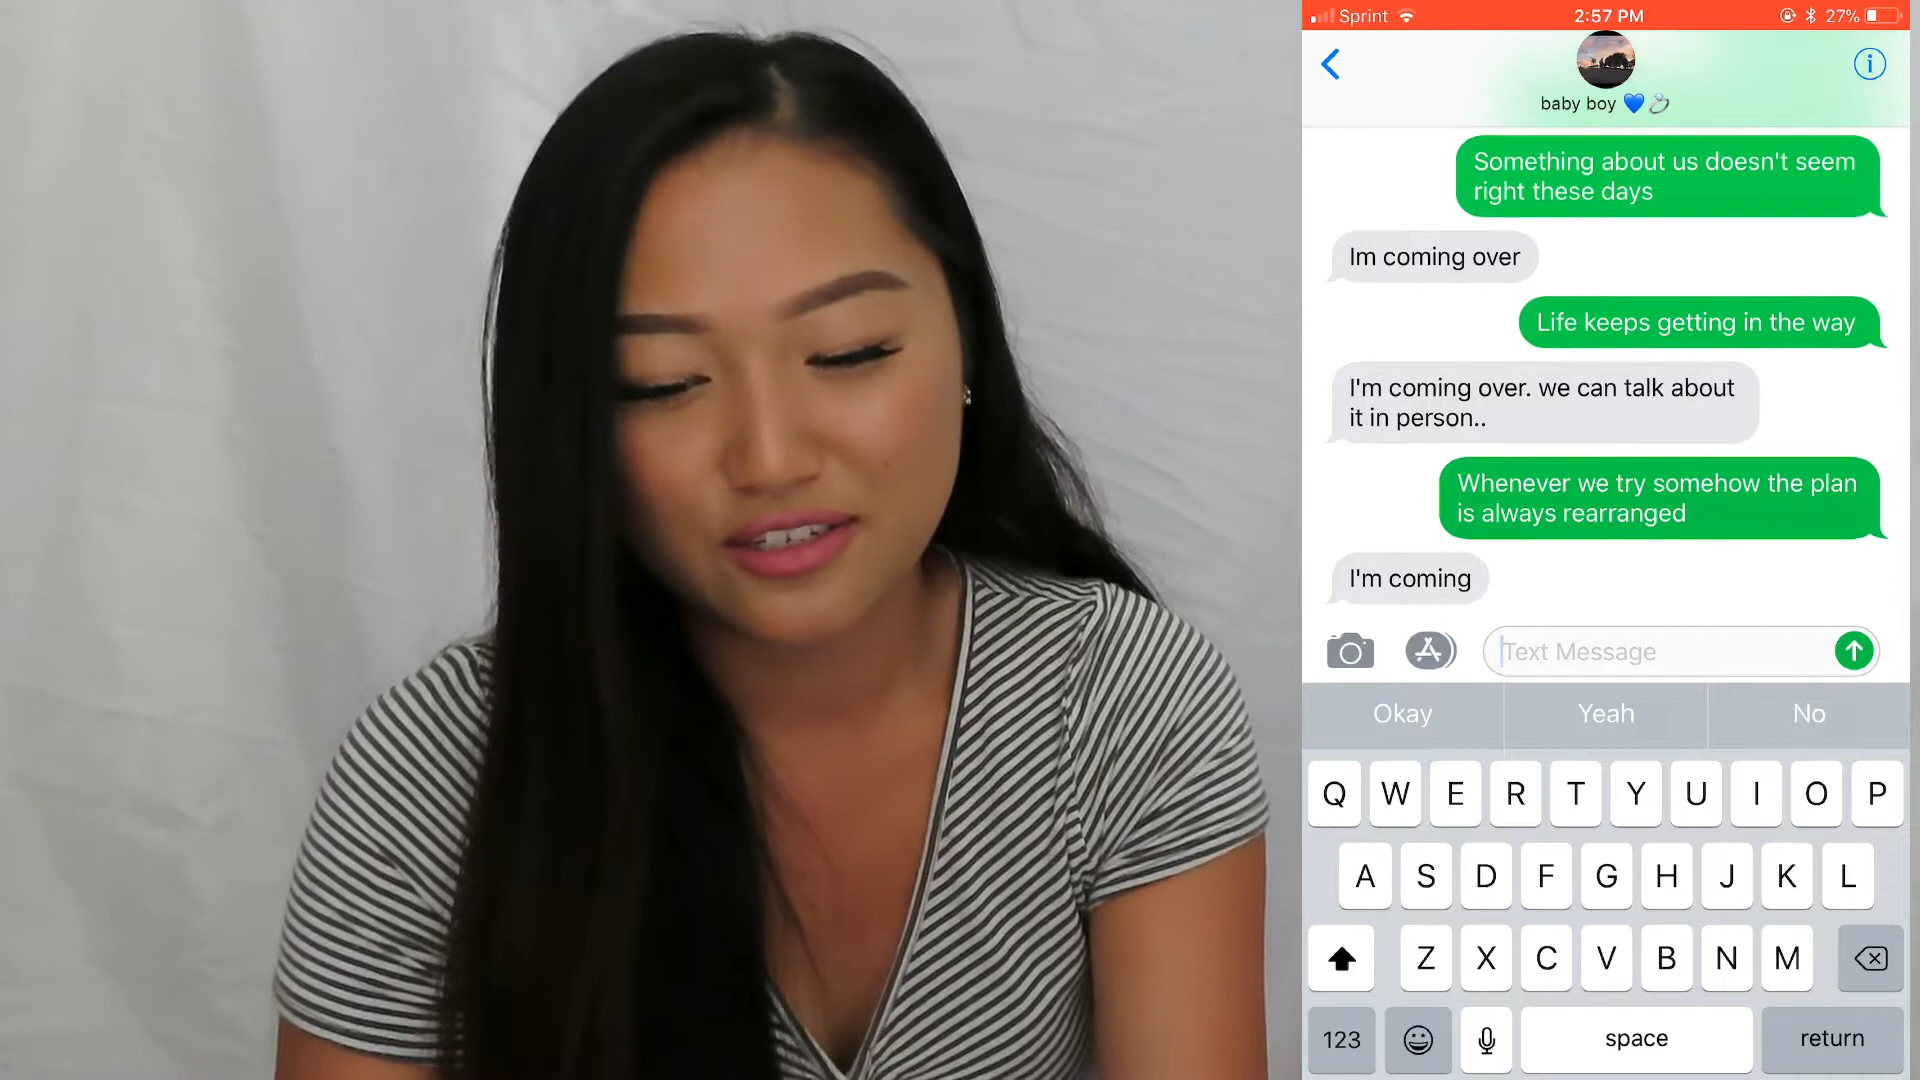 Sprint 2:57 PM 27%
baby boy 💙💍
Something about us doesn't seem
right these days
Im coming over
Life keeps getting in the way
I'm coming over. we can talk about
it in person..
Whenever we try somehow the plan
is always rearranged
I'm coming
Text Message
Okay Yeah No
Q W E R T Y U I O P
A S D F G H J K L
Z X C V B N M
123 space return